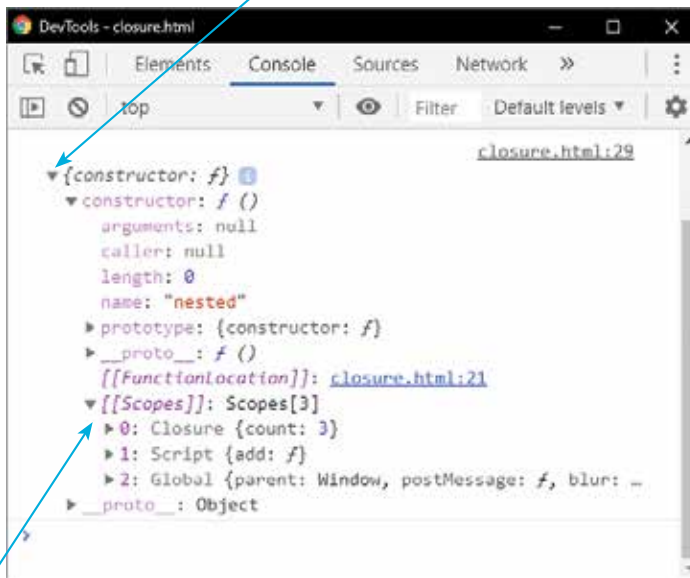 DevTools - closure.html
Elements Console Sources Network »
top Filter Default levels ▼
closure.html:29
▼{constructor: ƒ} i
▼constructor: ƒ ()
arguments: null
caller: null
length: 0
name: "nested"
▶prototype: {constructor: ƒ}
▶__proto__: ƒ ()
[[FunctionLocation]]: closure.html:21
▼[[Scopes]]: Scopes[3]
▶0: Closure {count: 3}
▶1: Script {add: ƒ}
▶2: Global {parent: Window, postMessage: ƒ, blur: …
▶__proto__: Object
>